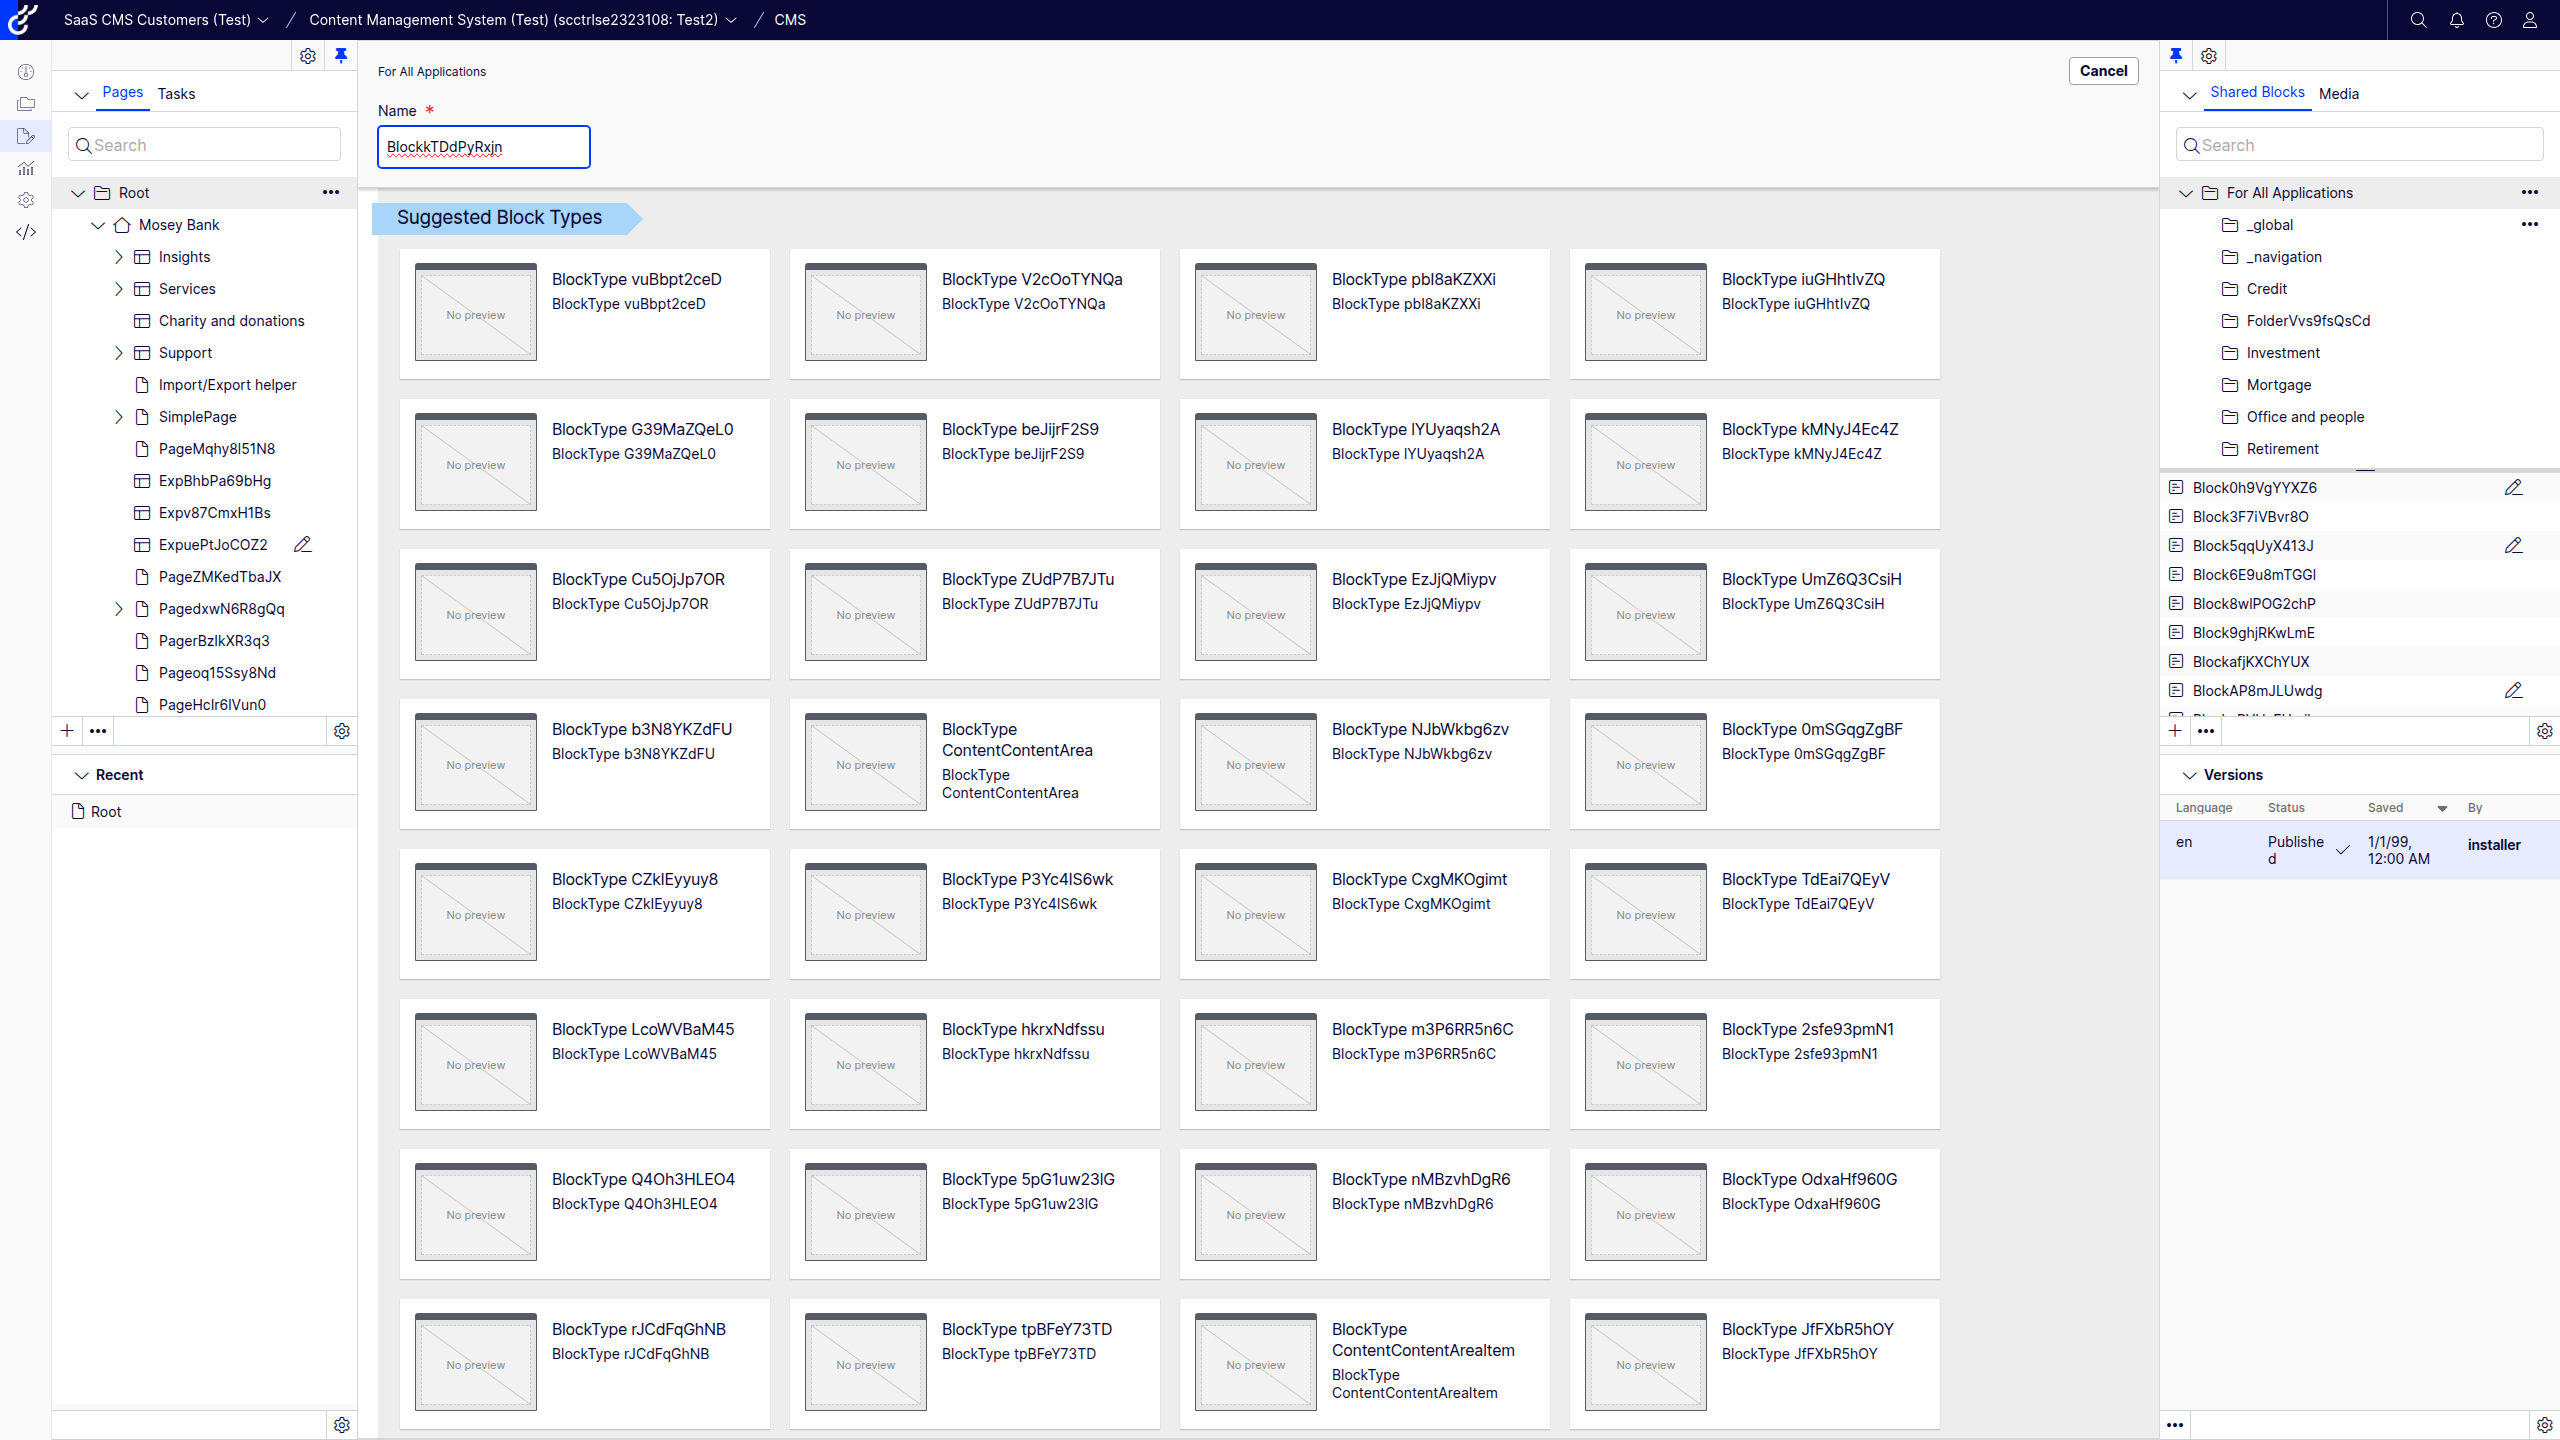 SaaS CMS Customers (Test) / Content Management System (Test) (scctrlse2323108: Test2) / CMS
Pages Tasks
Search
Root
Mosey Bank
Insights
Services
Charity and donations
Support
Import/Export helper
SimplePage
PageMqhy8I51N8
ExpBhbPa69bHg
Expv87CmxH1Bs
ExpuePtJoCOZ2
PageZMKedTbaJX
PagedxwN6R8gQq
PagerBzlkXR3q3
Pageoq15Ssy8Nd
PageHcIr6lVun0
Recent
Root
For All Applications
Cancel
Name *
BlockkTDdPyRxjn
Suggested Block Types
No preview
BlockType vuBbpt2ceD
BlockType vuBbpt2ceD
No preview
BlockType V2cOoTYNQa
BlockType V2cOoTYNQa
No preview
BlockType pbI8aKZXXi
BlockType pbI8aKZXXi
No preview
BlockType iuGHhtIvZQ
BlockType iuGHhtIvZQ
No preview
BlockType G39MaZQeL0
BlockType G39MaZQeL0
No preview
BlockType beJijrF2S9
BlockType beJijrF2S9
No preview
BlockType lYUyaqsh2A
BlockType lYUyaqsh2A
No preview
BlockType kMNyJ4Ec4Z
BlockType kMNyJ4Ec4Z
No preview
BlockType Cu5OjJp7OR
BlockType Cu5OjJp7OR
No preview
BlockType ZUdP7B7JTu
BlockType ZUdP7B7JTu
No preview
BlockType EzJjQMiypv
BlockType EzJjQMiypv
No preview
BlockType UmZ6Q3CsiH
BlockType UmZ6Q3CsiH
No preview
BlockType b3N8YKZdFU
BlockType b3N8YKZdFU
No preview
BlockType
ContentContentArea
BlockType
ContentContentArea
No preview
BlockType NJbWkbg6zv
BlockType NJbWkbg6zv
No preview
BlockType 0mSGqgZgBF
BlockType 0mSGqgZgBF
No preview
BlockType CZklEyyuy8
BlockType CZklEyyuy8
No preview
BlockType P3Yc4IS6wk
BlockType P3Yc4IS6wk
No preview
BlockType CxgMKOgimt
BlockType CxgMKOgimt
No preview
BlockType TdEai7QEyV
BlockType TdEai7QEyV
No preview
BlockType LcoWVBaM45
BlockType LcoWVBaM45
No preview
BlockType hkrxNdfssu
BlockType hkrxNdfssu
No preview
BlockType m3P6RR5n6C
BlockType m3P6RR5n6C
No preview
BlockType 2sfe93pmN1
BlockType 2sfe93pmN1
No preview
BlockType Q4Oh3HLEO4
BlockType Q4Oh3HLEO4
No preview
BlockType 5pG1uw23lG
BlockType 5pG1uw23lG
No preview
BlockType nMBzvhDgR6
BlockType nMBzvhDgR6
No preview
BlockType OdxaHf960G
BlockType OdxaHf960G
No preview
BlockType rJCdFqGhNB
BlockType rJCdFqGhNB
No preview
BlockType tpBFeY73TD
BlockType tpBFeY73TD
No preview
BlockType
ContentContentAreaItem
BlockType
ContentContentAreaItem
No preview
BlockType JfFXbR5hOY
BlockType JfFXbR5hOY
Shared Blocks Media
Search
For All Applications
_global
_navigation
Credit
FolderVvs9fsQsCd
Investment
Mortgage
Office and people
Retirement
Block0h9VgYYXZ6
Block3F7iVBvr8O
Block5qqUyX413J
Block6E9u8mTGGl
Block8wlPOG2chP
Block9ghjRKwLmE
BlockafjKXChYUX
BlockAP8mJLUwdg
Versions
Language Status Saved By
en Publishe 1/1/99, installer
d 12:00 AM